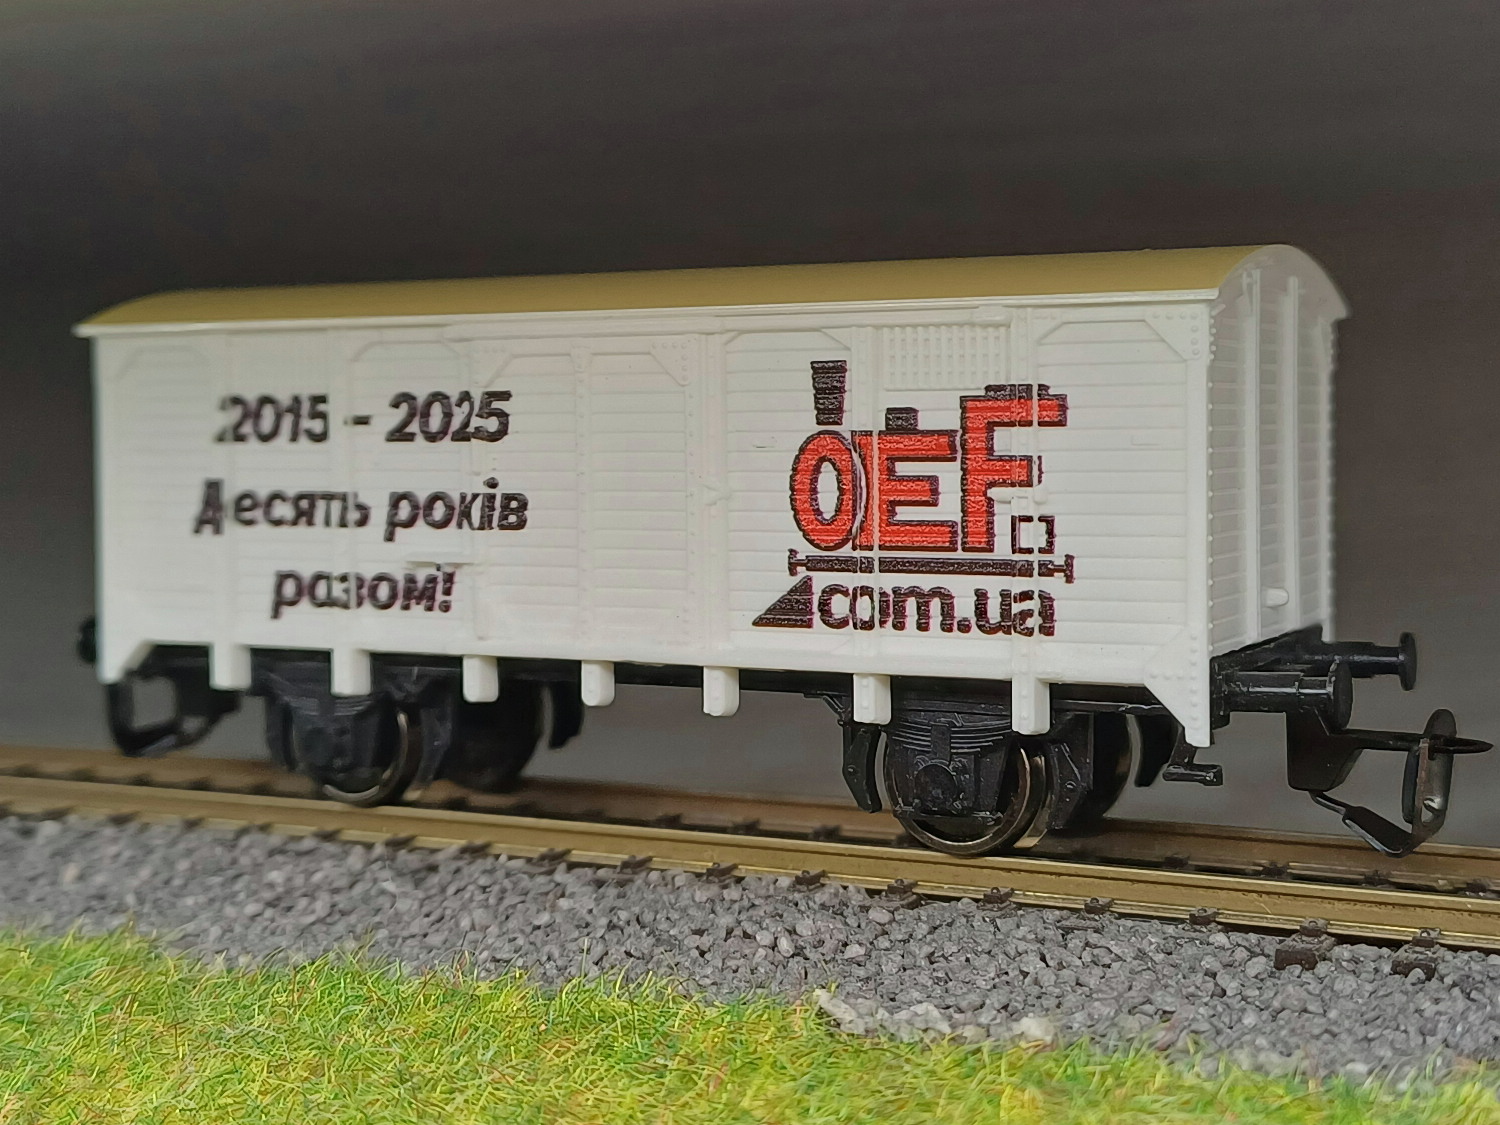 2015 - 2025
Десять років
разом!
OEF
.com.ua